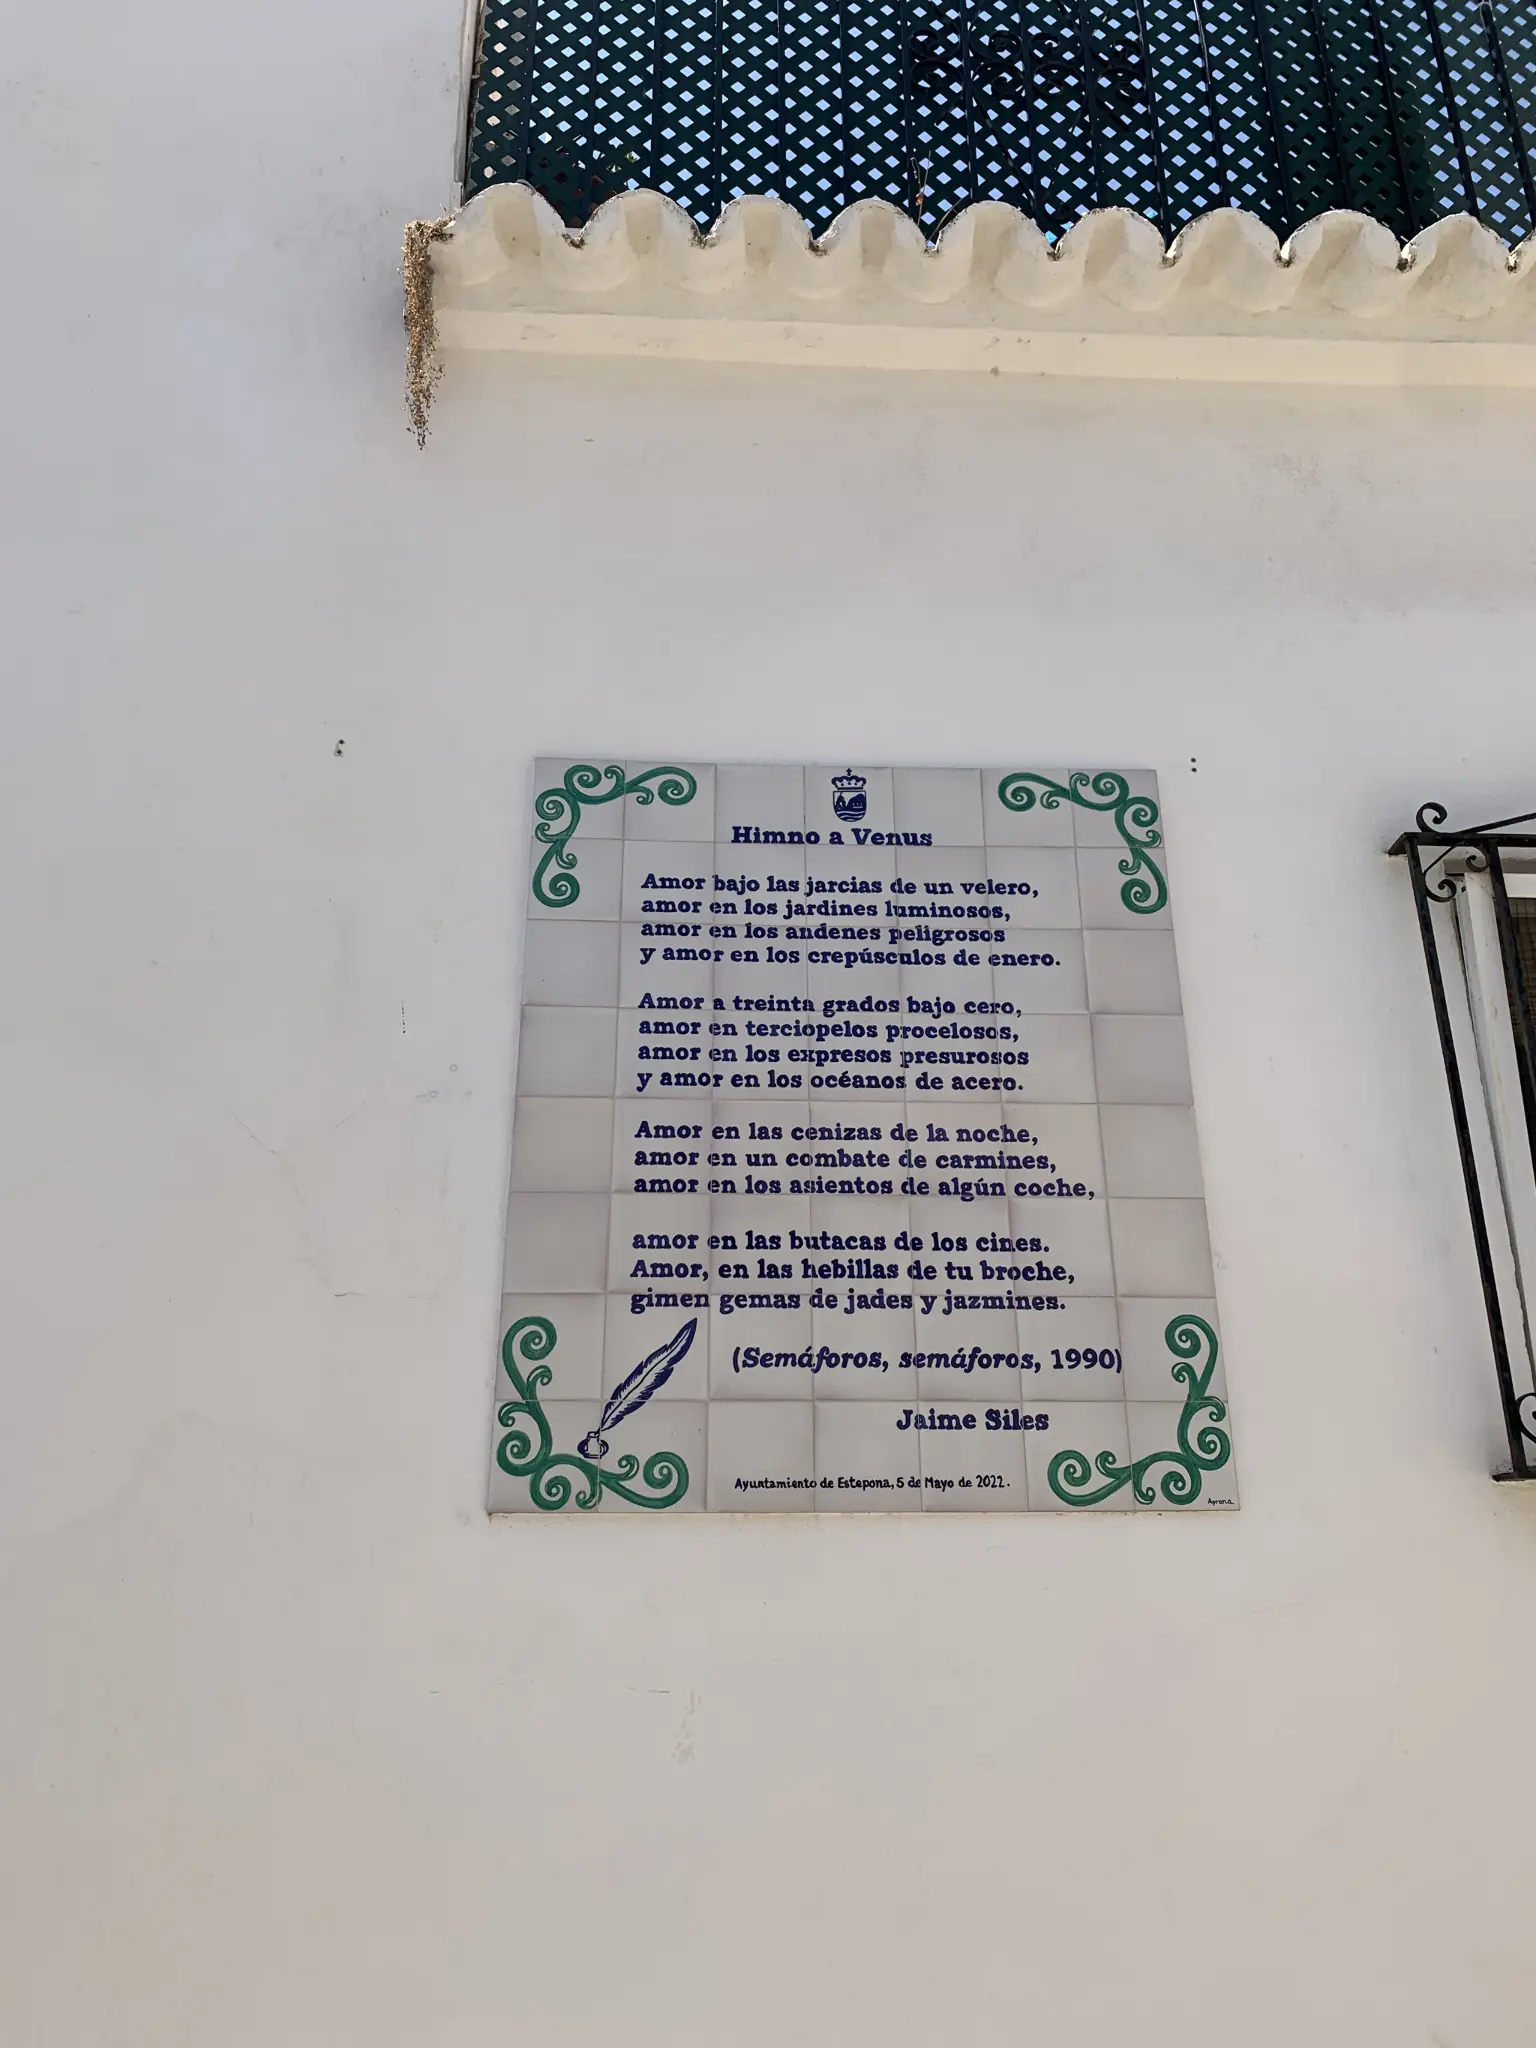 Himno a Venus
Amor bajo las jarcias de un velero,
amor en los jardines luminosos,
amor en los andenes peligrosos
y amor en los crepúsculos de enero.
Amor a treinta grados bajo cero,
amor en terciopelos procelosos,
amor en los expresos presurosos
y amor en los océanos de acero.
Amor en las cenizas de la noche,
amor en un combate de carmines,
amor en los asientos de algún coche,
amor en las butacas de los cines.
Amor, en las hebillas de tu broche,
gimen gemas de jades y jazmines.
(Semáforos, semáforos, 1990)
Jaime Siles
Ayuntamiento de Estepona, 5 de Mayo de 2022.